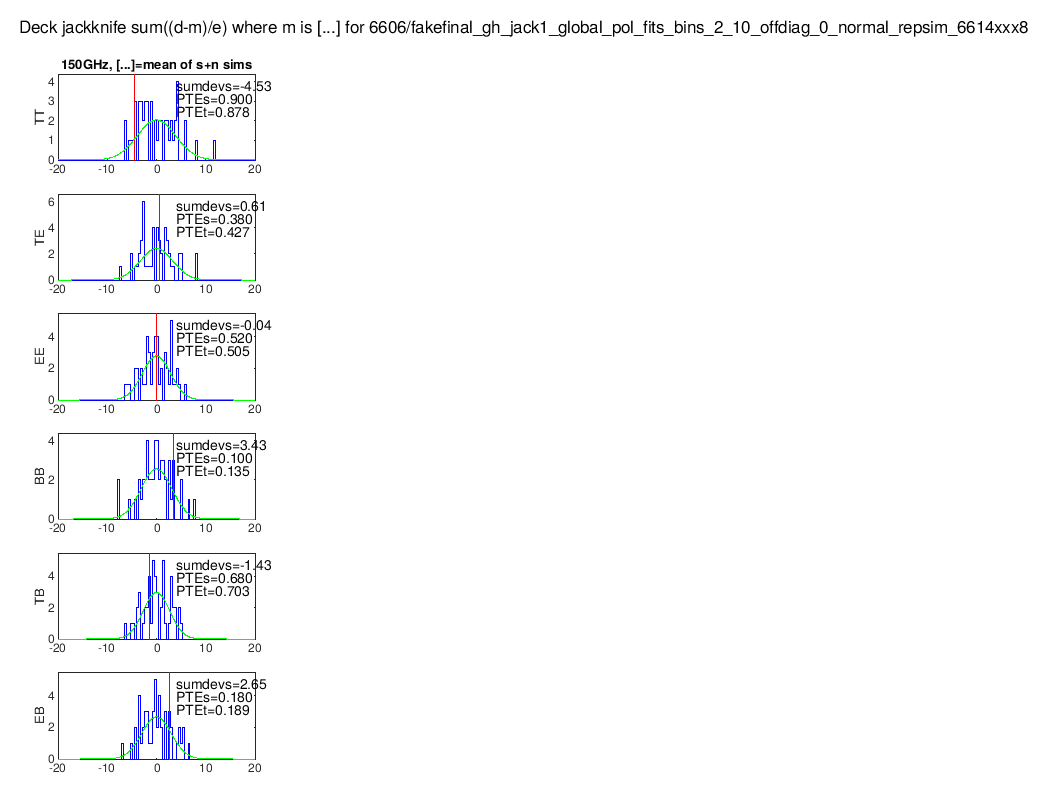 Deck jackknife sum((d-m)/e) where m is [...] for 6606/fakefinal_gh_jack1_global_pol_fits_bins_2_10_offdiag_0_normal_repsim_6614xxx8
150GHz, [...]=mean of s+n sims
sumdevs=-4.53
PTEs=0.900
PTEt=0.878
TT
4
3
2
1
0
-20 -10 0 10 20
sumdevs=0.61
PTEs=0.380
PTEt=0.427
TE
6
4
2
0
-20 -10 0 10 20
sumdevs=-0.04
PTEs=0.520
PTEt=0.505
EE
4
2
0
-20 -10 0 10 20
sumdevs=3.43
PTEs=0.100
PTEt=0.135
BB
4
2
0
-20 -10 0 10 20
sumdevs=-1.43
PTEs=0.680
PTEt=0.703
TB
4
2
0
-20 -10 0 10 20
sumdevs=2.65
PTEs=0.180
PTEt=0.189
EB
4
2
0
-20 -10 0 10 20